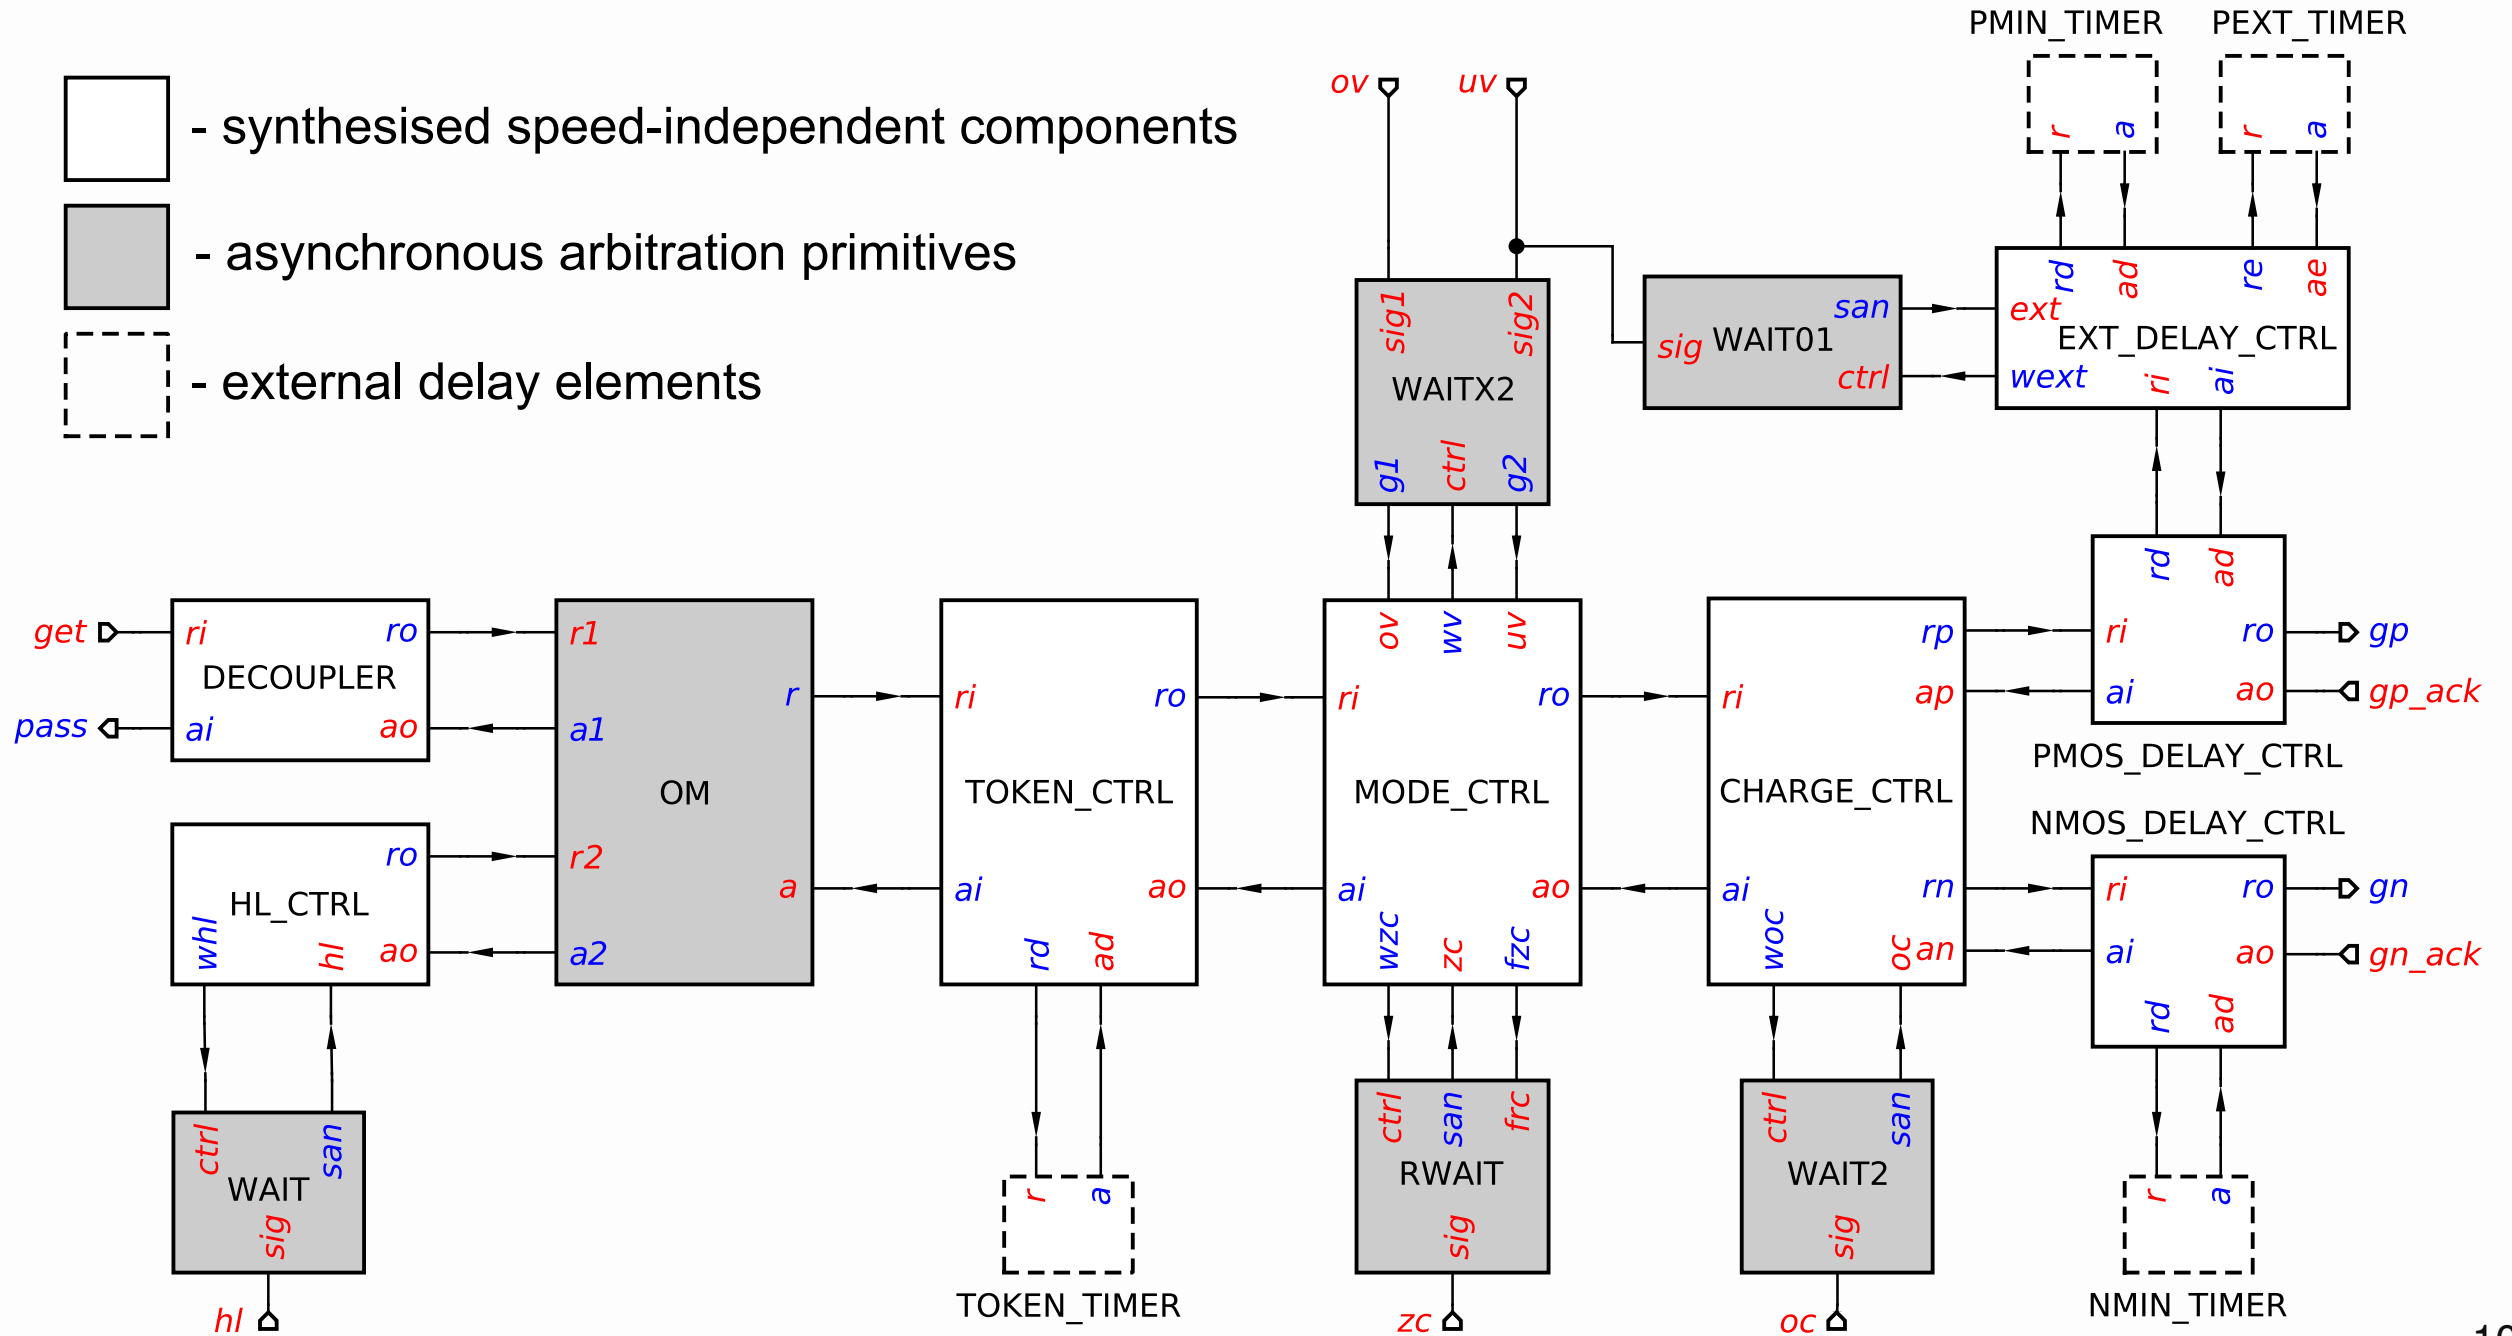 PMIN_TIMER PEXT_TIMER
ov uv
- synthesised speed-independent components
r a r a
- asynchronous arbitration primitives
rd ad re ae
sig1 sig2
san ext
sig WAIT01 EXT_DELAY_CTRL
ctrl wext ri ai
- external delay elements
WAITX2
g1 ctrl g2
rd ad
get ri ro r1 ov wv uv rp ri ro gp
DECOUPLER
r ri ro ri ro ri ap ai ao gp_ack
pass ai ao a1
PMOS_DELAY_CTRL
OM TOKEN_CTRL MODE_CTRL CHARGE_CTRL
NMOS_DELAY_CTRL
ro r2
HL_CTRL
a ai ao ai ao ai rn ri ro gn
whl hl ao a2 rd ad wzc zc fzc woc oc an ai ao gn_ack
rd ad
ctrl san ctrl san frc ctrl san
WAIT RWAIT WAIT2
sig r a sig sig r a
hl TOKEN_TIMER zc oc NMIN_TIMER